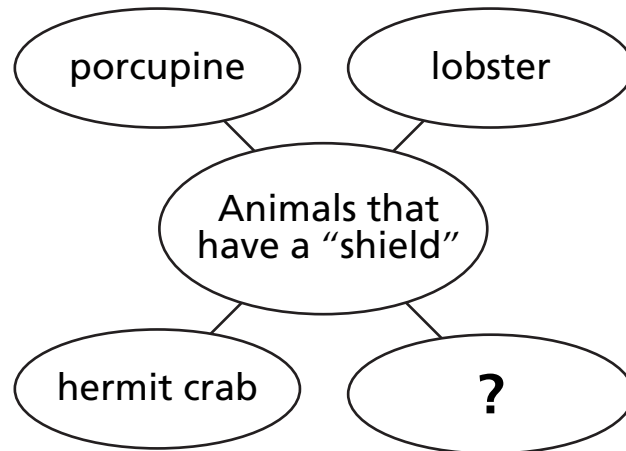 porcupine
lobster
Animals that
have a “shield”
hermit crab
?